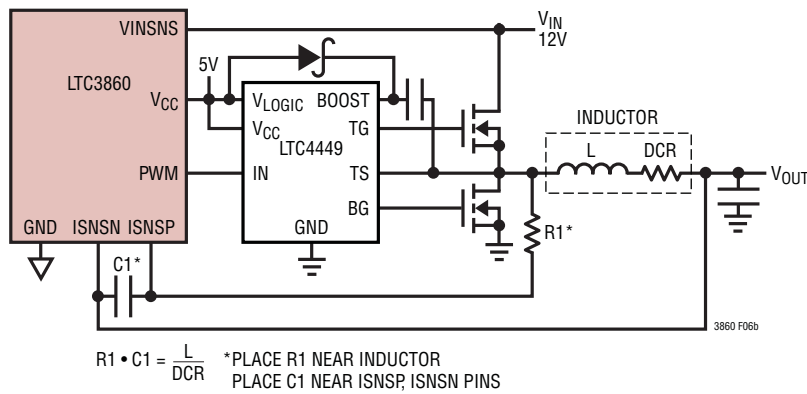 VINSNS
V_IN
12V
LTC3860
5V
V_CC
V_LOGIC
BOOST
V_CC
TG
LTC4449
INDUCTOR
L
DCR
PWM
IN
TS
V_OUT
BG
GND
ISNSN
ISNSP
GND
R1*
C1*
3860 F06b
R1 • C1 = L/DCR
*PLACE R1 NEAR INDUCTOR
PLACE C1 NEAR ISNSP, ISNSN PINS